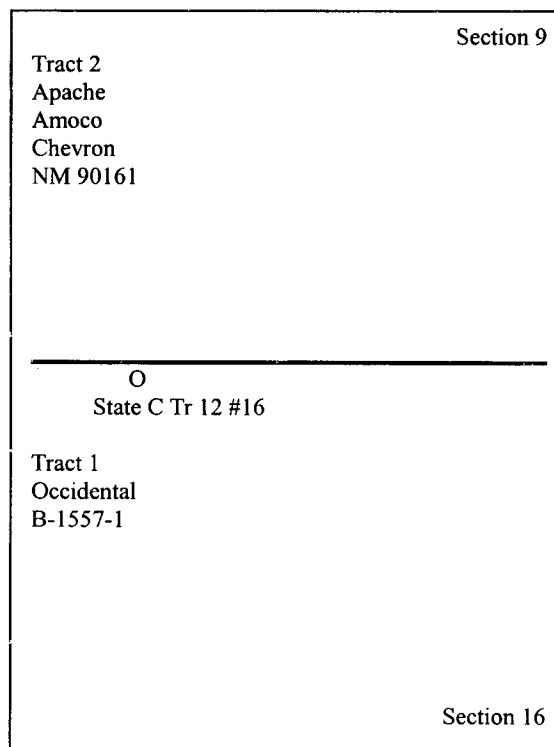 Section 9
Tract 2
Apache
Amoco
Chevron
NM 90161
O
State C Tr 12 #16
Tract 1
Occidental
B-1557-1
Section 16